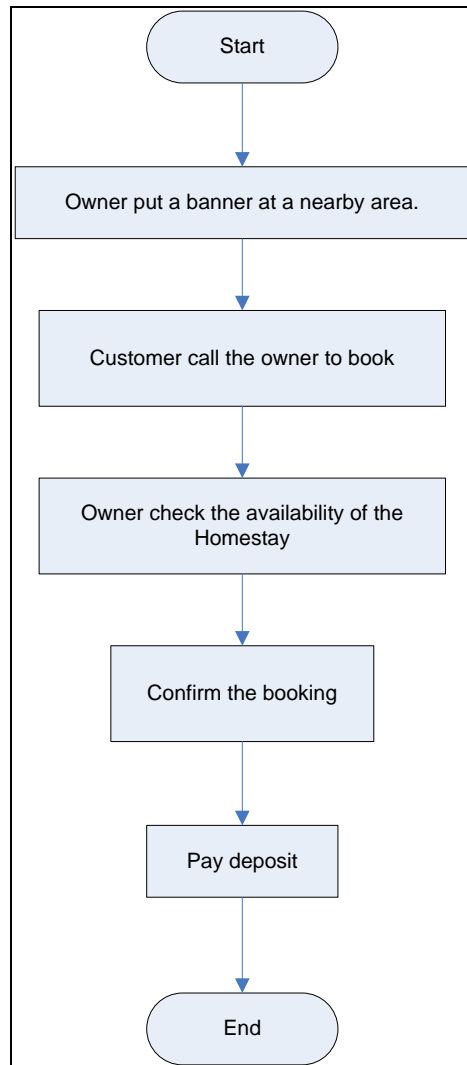 Start
Owner put a banner at a nearby area.
Customer call the owner to book
Owner check the availability of the
Homestay
Confirm the booking
Pay deposit
End